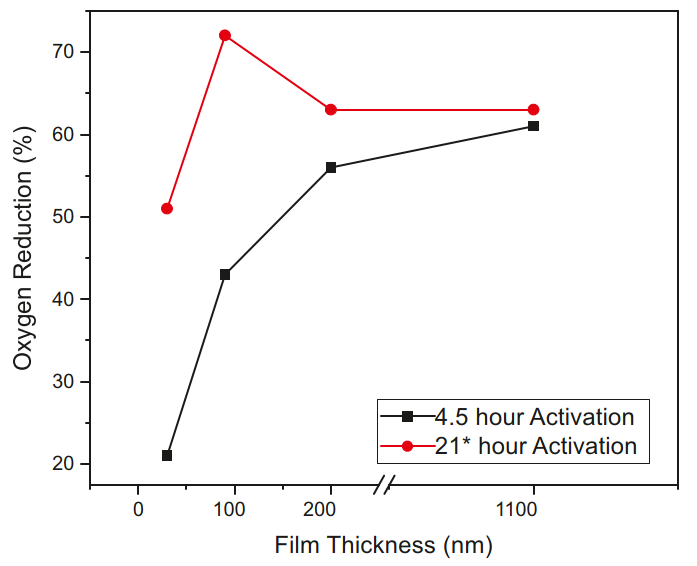 70
60
50
40
30
20
Oxygen Reduction (%)
4.5 hour Activation
21* hour Activation
0
100
200
1100
Film Thickness (nm)